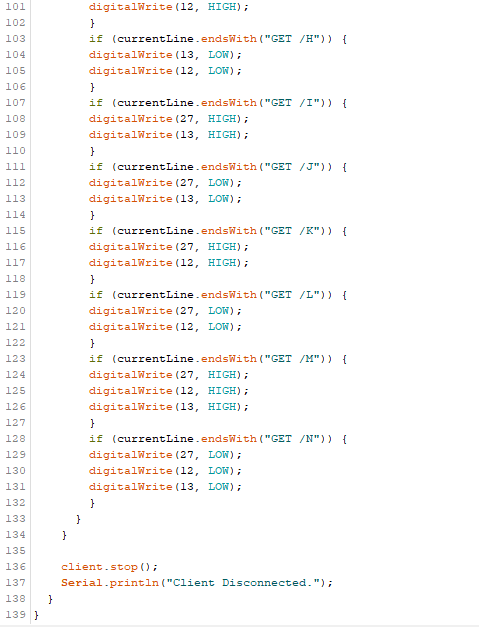 101 digitalWrite(12, HIGH);
102 }
103 if (currentLine.endsWith("GET /H")) {
104 digitalWrite(13, LOW);
105 digitalWrite(12, LOW);
106 }
107 if (currentLine.endsWith("GET /I")) {
108 digitalWrite(27, HIGH);
109 digitalWrite(13, HIGH);
110 }
111 if (currentLine.endsWith("GET /J")) {
112 digitalWrite(27, LOW);
113 digitalWrite(13, LOW);
114 }
115 if (currentLine.endsWith("GET /K")) {
116 digitalWrite(27, HIGH);
117 digitalWrite(12, HIGH);
118 }
119 if (currentLine.endsWith("GET /L")) {
120 digitalWrite(27, LOW);
121 digitalWrite(12, LOW);
122 }
123 if (currentLine.endsWith("GET /M")) {
124 digitalWrite(27, HIGH);
125 digitalWrite(12, HIGH);
126 digitalWrite(13, HIGH);
127 }
128 if (currentLine.endsWith("GET /N")) {
129 digitalWrite(27, LOW);
130 digitalWrite(12, LOW);
131 digitalWrite(13, LOW);
132 }
133 }
134 }
135
136 client.stop();
137 Serial.println("Client Disconnected.");
138 }
139 }